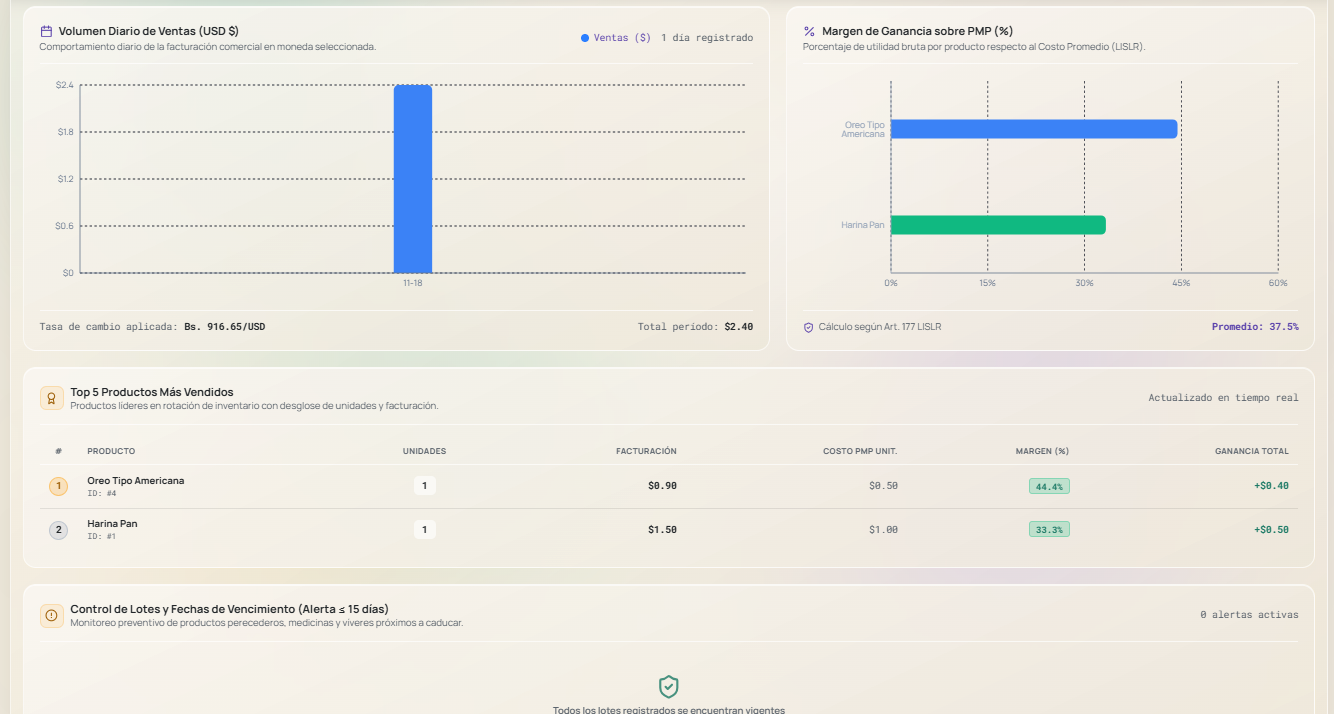 Volumen Diario de Ventas (USD $)
Comportamiento diario de la facturación comercial en moneda seleccionada.
Ventas ($) 1 día registrado
$2.4
$1.8
$1.2
$0.6
$0
11-18
Tasa de cambio aplicada: Bs. 916.65/USD
Total período: $2.40
Margen de Ganancia sobre PMP (%)
Porcentaje de utilidad bruta por producto respecto al Costo Promedio (LISLR).
Oreo Tipo
Americana
Harina Pan
0% 15% 30% 45% 60%
Cálculo según Art. 177 LISLR
Promedio: 37.5%
Top 5 Productos Más Vendidos
Productos líderes en rotación de inventario con desglose de unidades y facturación.
Actualizado en tiempo real
# PRODUCTO UNIDADES FACTURACIÓN COSTO PMP UNIT. MARGEN (%) GANANCIA TOTAL
1 Oreo Tipo Americana 1 $0.90 $0.50 44.4% +$0.40
ID: #4
2 Harina Pan 1 $1.50 $1.00 33.3% +$0.50
ID: #1
Control de Lotes y Fechas de Vencimiento (Alerta ≤ 15 días)
Monitoreo preventivo de productos perecederos, medicinas y víveres próximos a caducar.
0 alertas activas
Todos los lotes registrados se encuentran vigentes